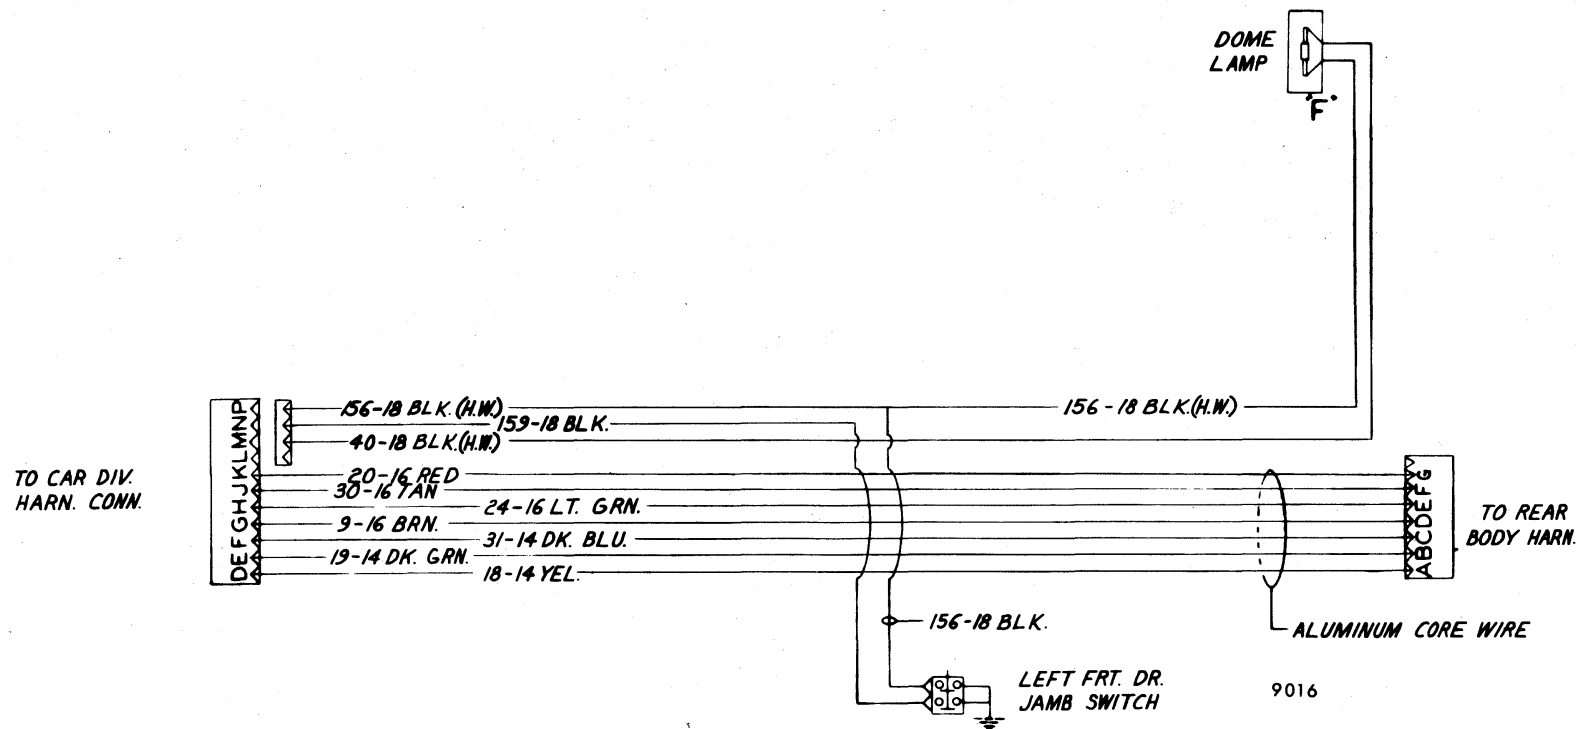 DOME
LAMP
"F"
156-18 BLK.(H.W.)
156-18 BLK.(H.W.)
159-18 BLK.
40-18 BLK.(H.W.)
DEFGHJKLMNP
TO CAR DIV.
HARN. CONN.
20-16 RED
30-16 TAN
24-16 LT. GRN.
9-16 BRN.
31-14 DK. BLU.
19-14 DK. GRN.
18-14 YEL.
ABCDEFG
TO REAR
BODY HARN.
156-18 BLK.
ALUMINUM CORE WIRE
LEFT FRT. DR.
JAMB SWITCH
9016